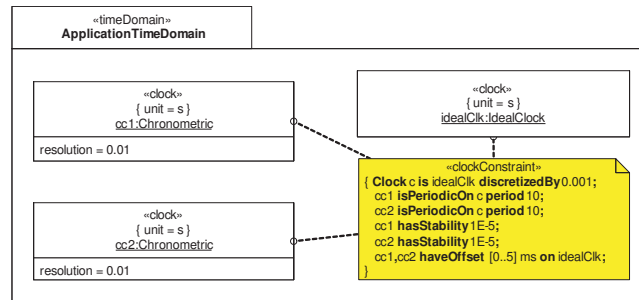 «timeDomain»
ApplicationTimeDomain
«clock»
{ unit = s }
cc1:Chronometric
resolution = 0.01
«clock»
{ unit = s }
idealClk:IdealClock
«clockConstraint»
{ Clock c is idealClk discretizedBy 0.001;
cc1 isPeriodicOn c period 10;
cc2 isPeriodicOn c period 10;
cc1 hasStability 1E-5;
cc2 hasStability 1E-5;
cc1,cc2 haveOffset [0..5] ms on idealClk;
}
«clock»
{ unit = s }
cc2:Chronometric
resolution = 0.01